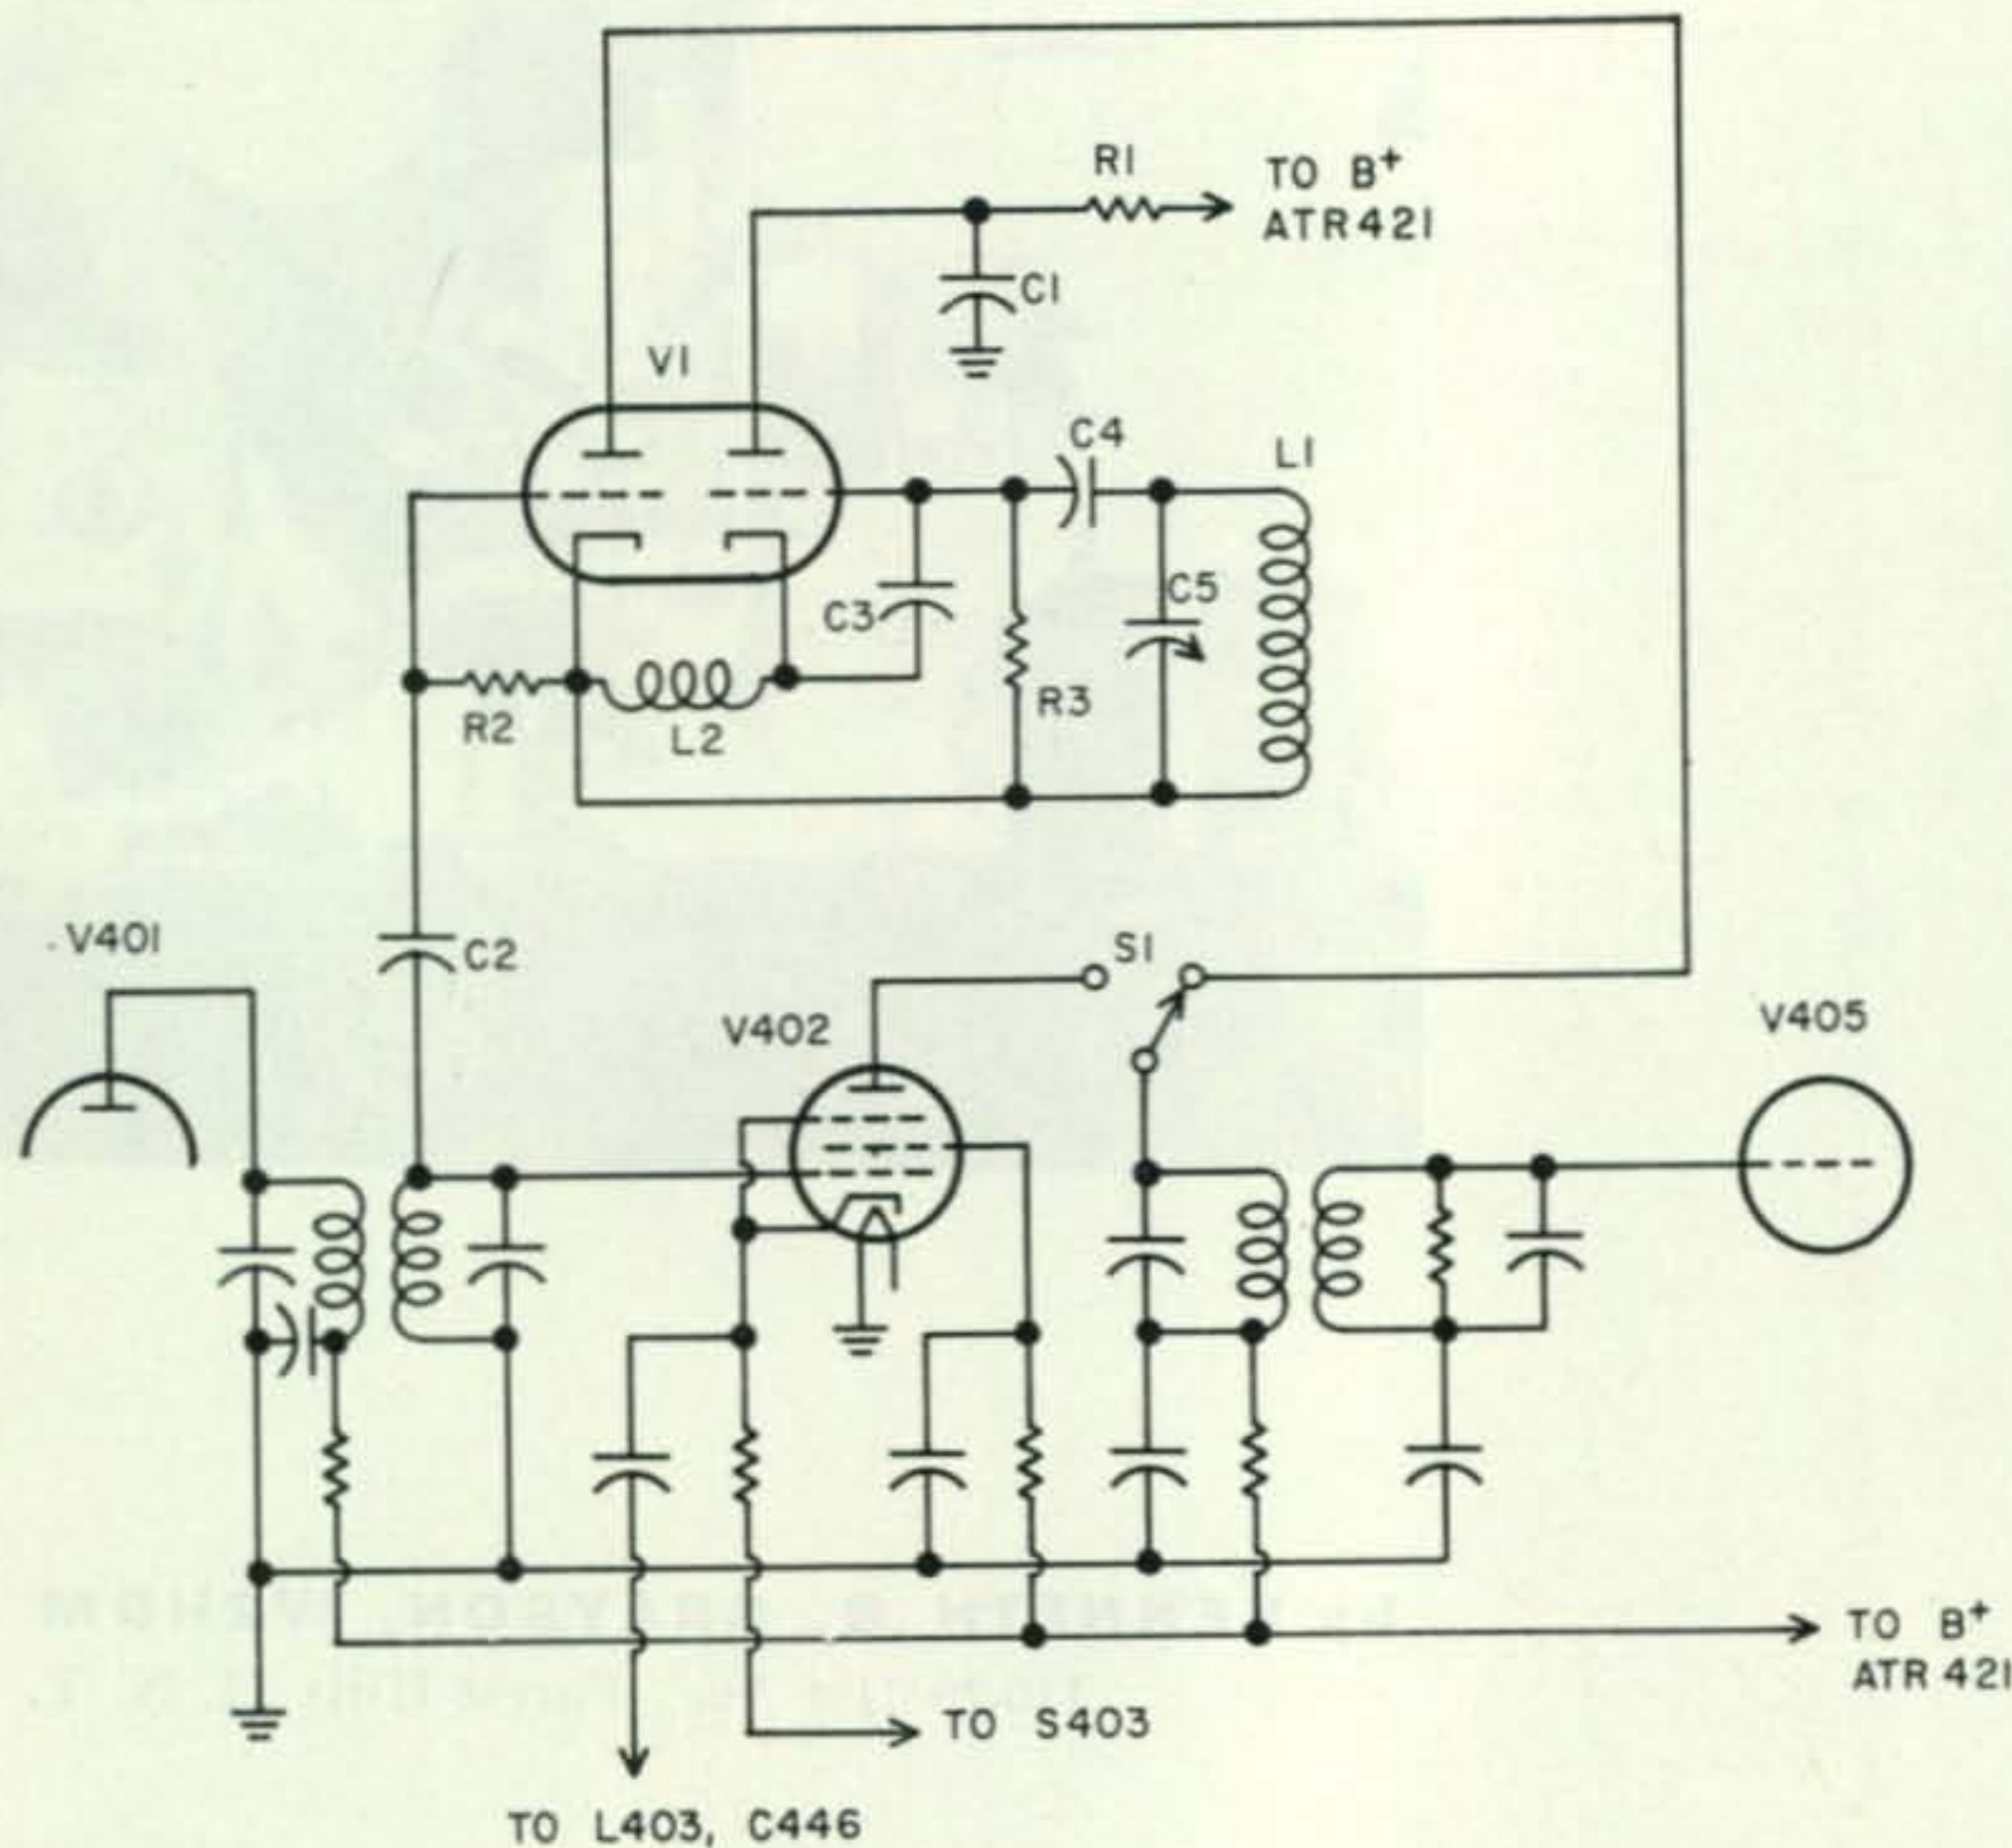 R1
TO B+
ATR421
C1
V1
C4
L1
C5
C3
R3
R2
L2
V401
C2
S1
V402
V405
TO B+
ATR 421
TO S403
TO L403, C446